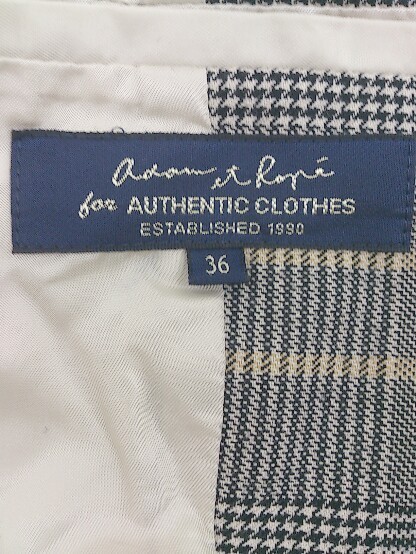 adam et Ropé
for AUTHENTIC CLOTHES
ESTABLISHED 1990
36